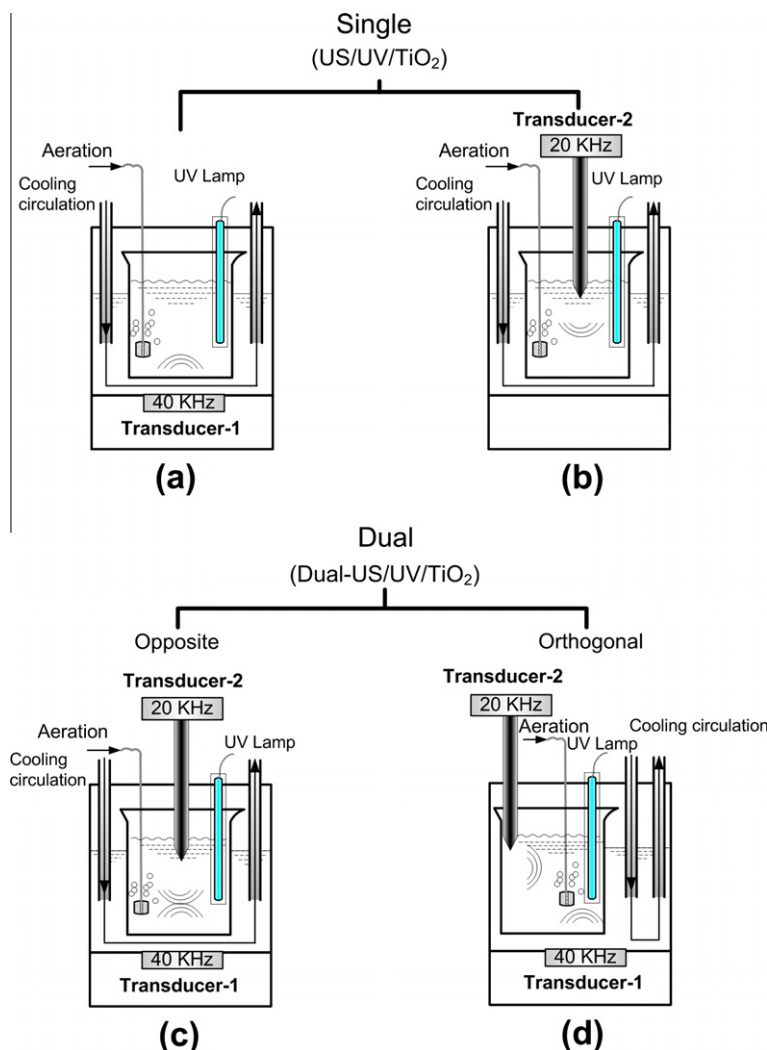 Single
(US/UV/TiO₂)
Transducer-2
20 KHz
Aeration
Cooling
circulation
UV Lamp
40 KHz
Transducer-1
(a)
Aeration
Cooling
circulation
UV Lamp
(b)
Dual
(Dual-US/UV/TiO₂)
Opposite
Orthogonal
Transducer-2
20 KHz
Aeration
Cooling
circulation
UV Lamp
40 KHz
Transducer-1
(c)
Transducer-2
20 KHz
Aeration
UV Lamp
Cooling circulation
40 KHz
Transducer-1
(d)